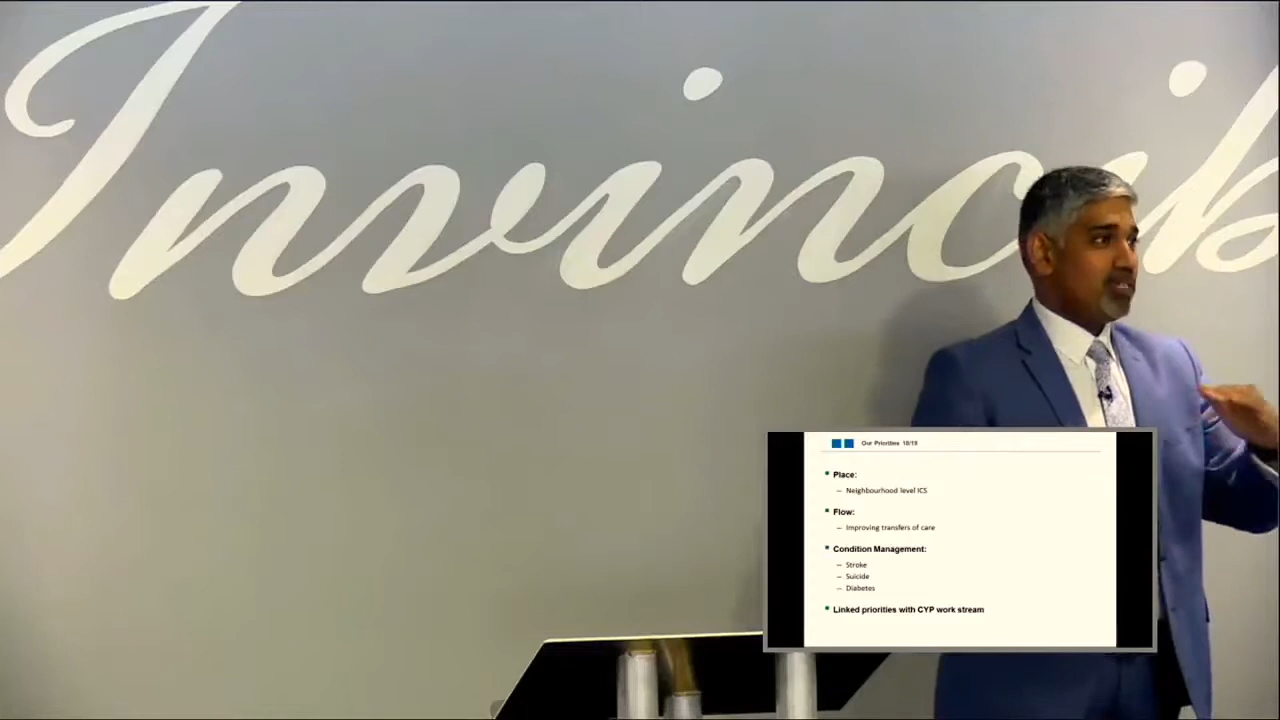 Invincib
Our Priorities 18/19
Place:
– Neighbourhood level ICS
Flow:
– Improving transfers of care
Condition Management:
– Stroke
– Suicide
– Diabetes
Linked priorities with CYP work stream